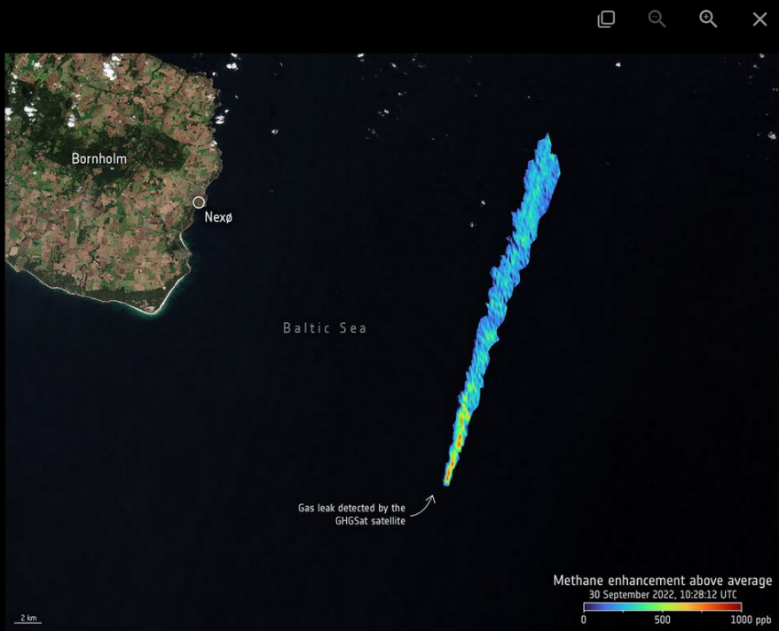 Bornholm
Nexø
Baltic Sea
Gas leak detected by the
GHGSat satellite
Methane enhancement above average
30 September 2022, 10:28:12 UTC
0 500 1000 ppb
2 km